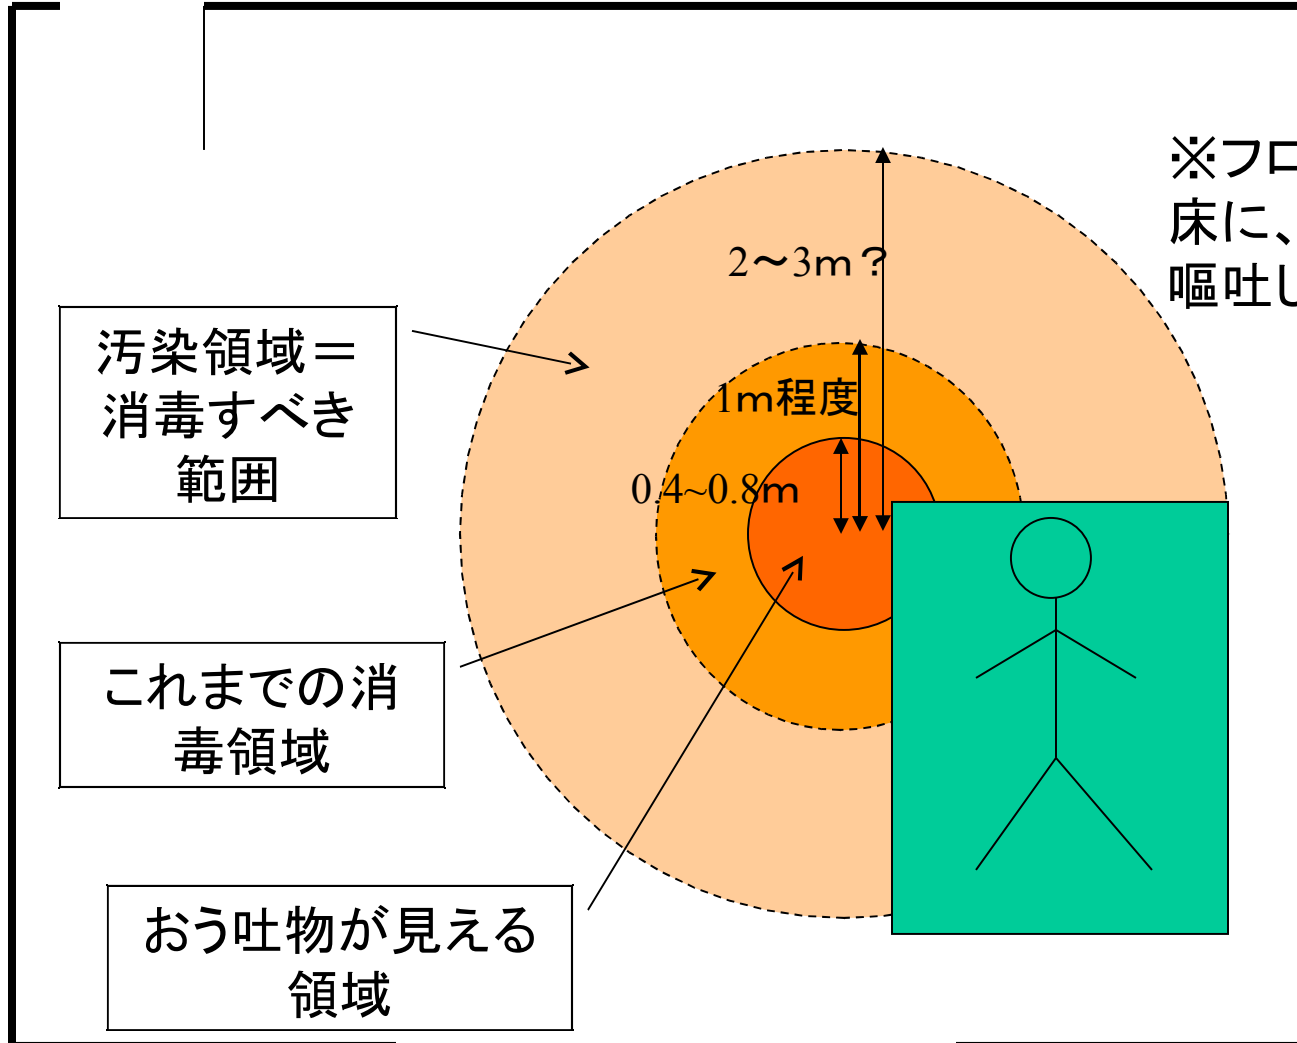 ※フロ
床に、
嘔吐し
2~3m?
汚染領域=
消毒すべき
範囲
1m程度
0.4~0.8m
これまでの消
毒領域
おう吐物が見える
領域